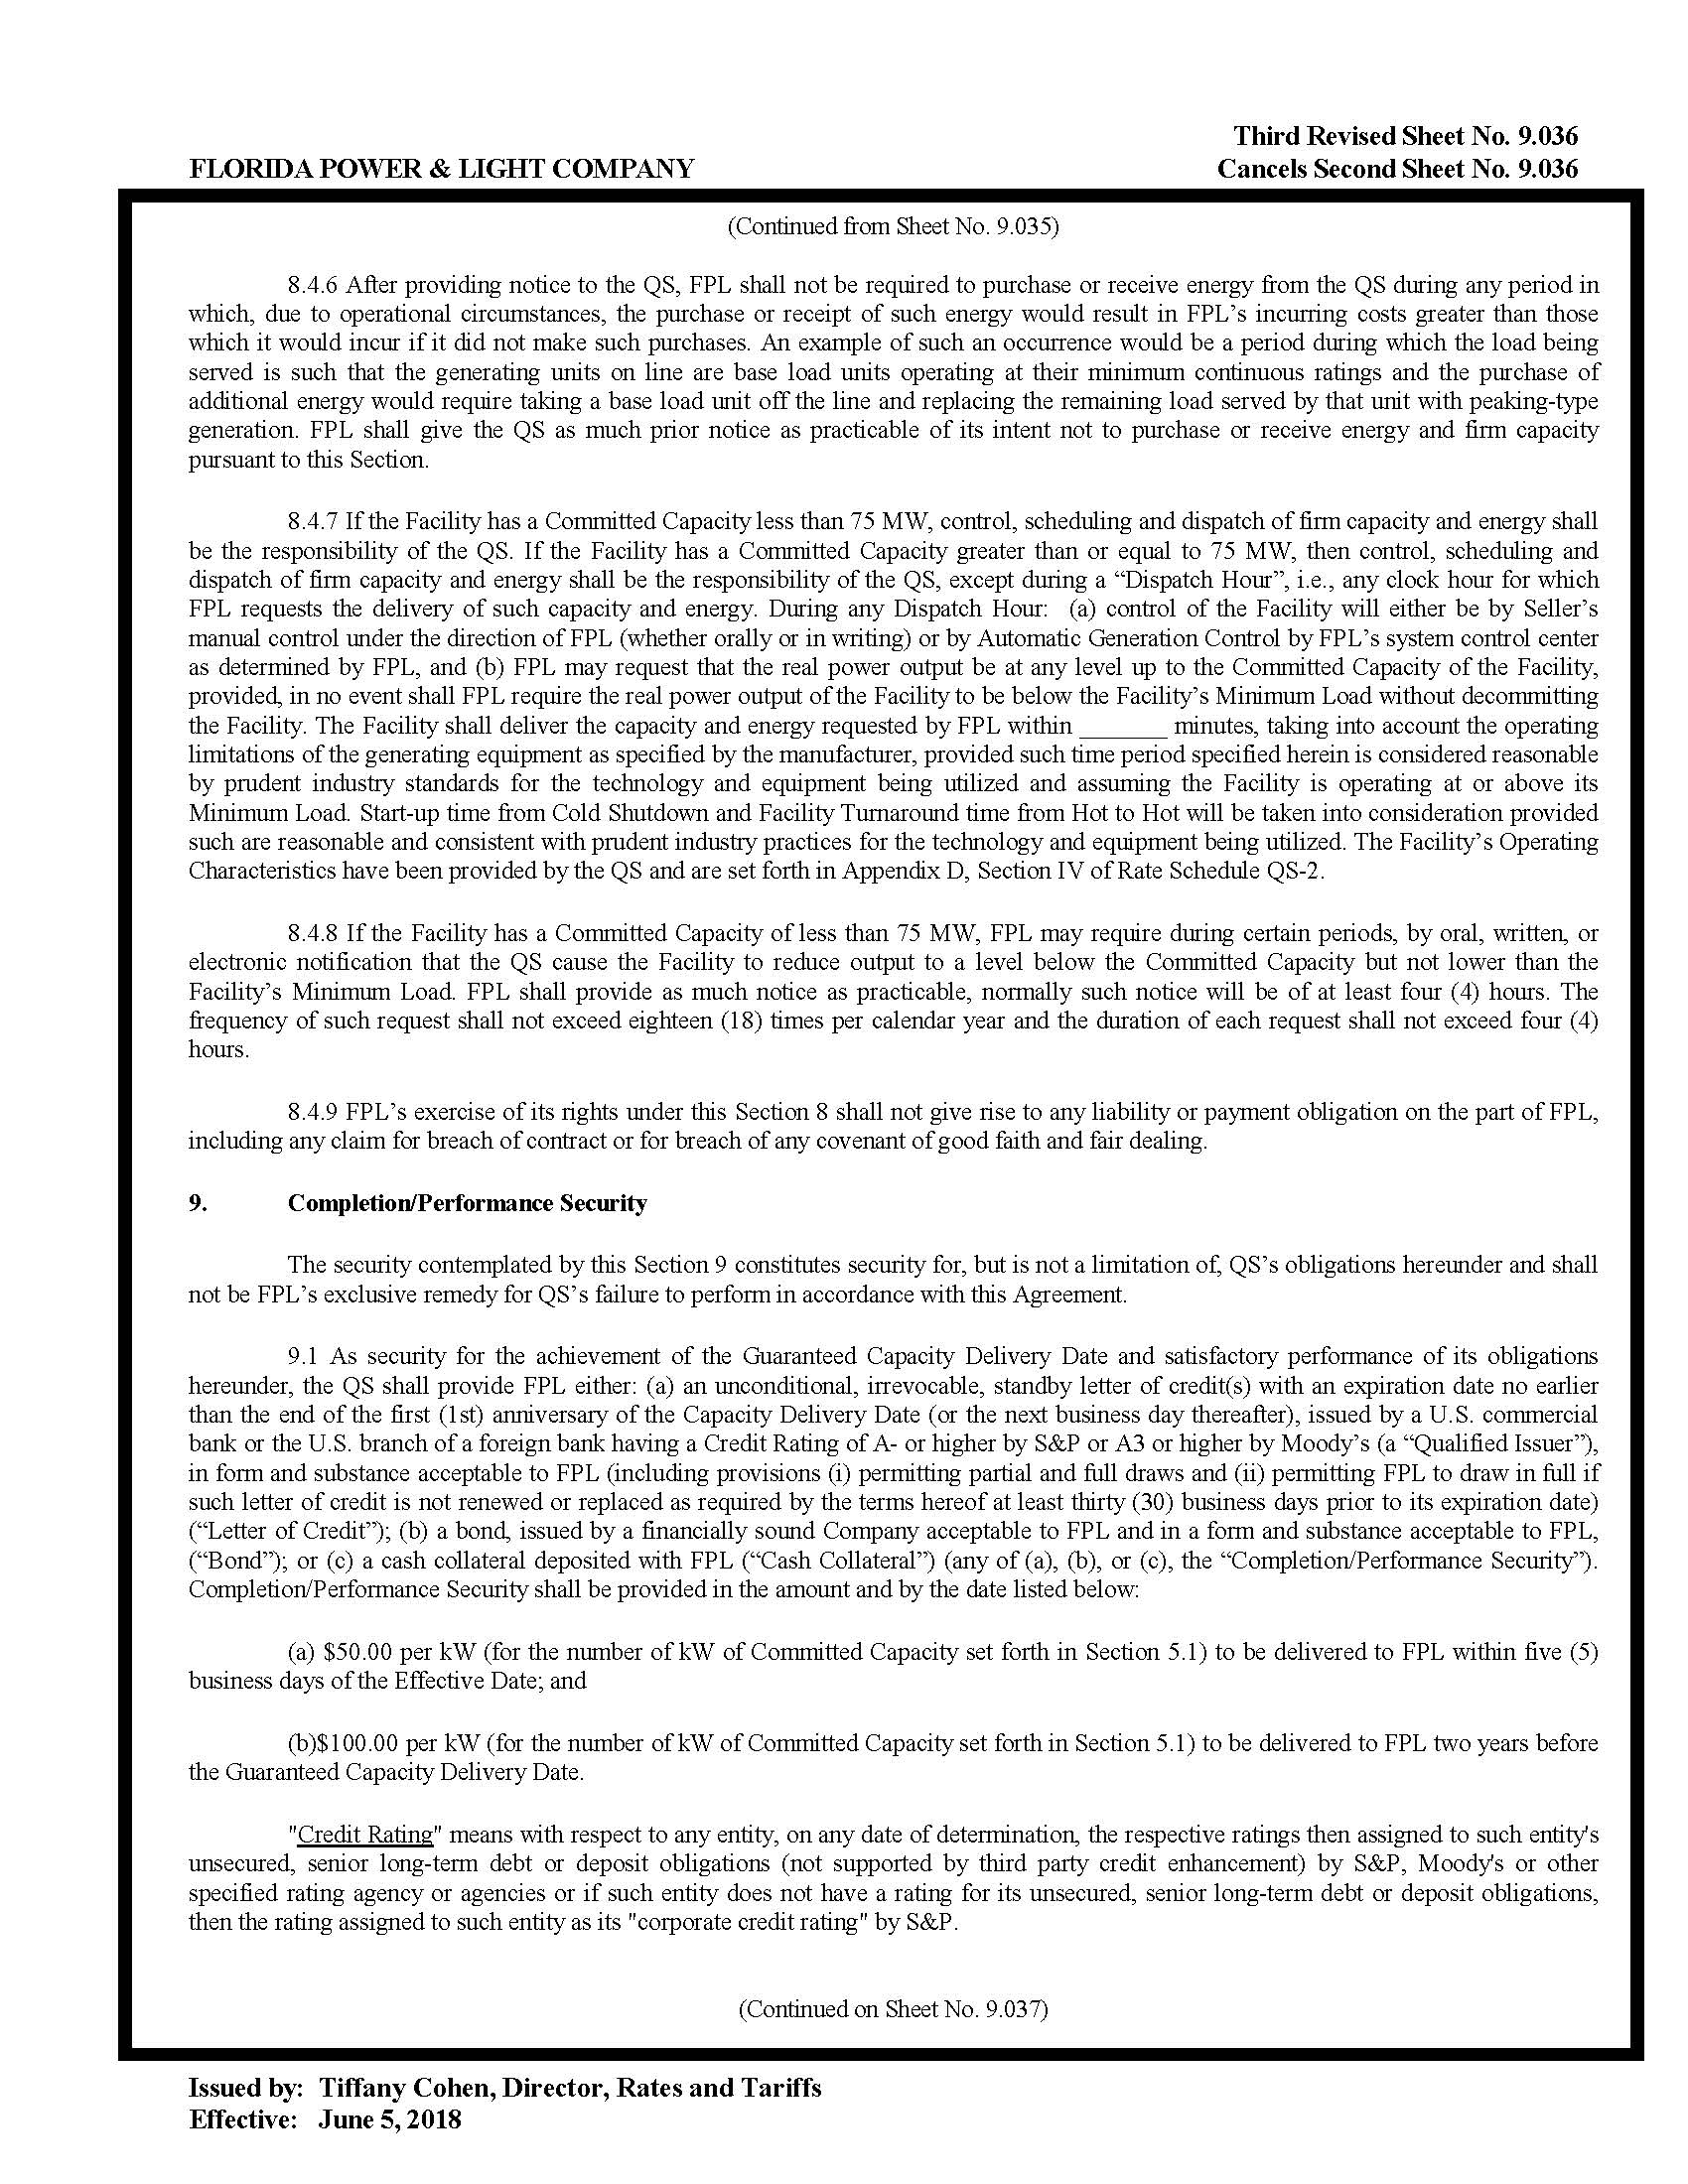 Third Revised Sheet No. 9.036
FLORIDA POWER & LIGHT COMPANY
Cancels Second Sheet No. 9.036
(Continued from Sheet No. 9.035)
8.4.6 After providing notice to the QS, FPL shall not be required to purchase or receive energy from the QS during any period in
which, due to operational circumstances, the purchase or receipt of such energy would result in FPL’s incurring costs greater than those
which it would incur if it did not make such purchases. An example of such an occurrence would be a period during which the load being
served is such that the generating units on line are base load units operating at their minimum continuous ratings and the purchase of
additional energy would require taking a base load unit off the line and replacing the remaining load served by that unit with peaking-type
generation. FPL shall give the QS as much prior notice as practicable of its intent not to purchase or receive energy and firm capacity
pursuant to this Section.
8.4.7 If the Facility has a Committed Capacity less than 75 MW, control, scheduling and dispatch of firm capacity and energy shall
be the responsibility of the QS. If the Facility has a Committed Capacity greater than or equal to 75 MW, then control, scheduling and
dispatch of firm capacity and energy shall be the responsibility of the QS, except during a “Dispatch Hour”, i.e., any clock hour for which
FPL requests the delivery of such capacity and energy. During any Dispatch Hour: (a) control of the Facility will either be by Seller’s
manual control under the direction of FPL (whether orally or in writing) or by Automatic Generation Control by FPL’s system control center
as determined by FPL, and (b) FPL may request that the real power output be at any level up to the Committed Capacity of the Facility,
provided, in no event shall FPL require the real power output of the Facility to be below the Facility’s Minimum Load without decommitting
the Facility. The Facility shall deliver the capacity and energy requested by FPL within _______ minutes, taking into account the operating
limitations of the generating equipment as specified by the manufacturer, provided such time period specified herein is considered reasonable
by prudent industry standards for the technology and equipment being utilized and assuming the Facility is operating at or above its
Minimum Load. Start-up time from Cold Shutdown and Facility Turnaround time from Hot to Hot will be taken into consideration provided
such are reasonable and consistent with prudent industry practices for the technology and equipment being utilized. The Facility’s Operating
Characteristics have been provided by the QS and are set forth in Appendix D, Section IV of Rate Schedule QS-2.
8.4.8 If the Facility has a Committed Capacity of less than 75 MW, FPL may require during certain periods, by oral, written, or
electronic notification that the QS cause the Facility to reduce output to a level below the Committed Capacity but not lower than the
Facility’s Minimum Load. FPL shall provide as much notice as practicable, normally such notice will be of at least four (4) hours. The
frequency of such request shall not exceed eighteen (18) times per calendar year and the duration of each request shall not exceed four (4)
hours.
8.4.9 FPL’s exercise of its rights under this Section 8 shall not give rise to any liability or payment obligation on the part of FPL,
including any claim for breach of contract or for breach of any covenant of good faith and fair dealing.
9. Completion/Performance Security
The security contemplated by this Section 9 constitutes security for, but is not a limitation of, QS’s obligations hereunder and shall
not be FPL’s exclusive remedy for QS’s failure to perform in accordance with this Agreement.
9.1 As security for the achievement of the Guaranteed Capacity Delivery Date and satisfactory performance of its obligations
hereunder, the QS shall provide FPL either: (a) an unconditional, irrevocable, standby letter of credit(s) with an expiration date no earlier
than the end of the first (1st) anniversary of the Capacity Delivery Date (or the next business day thereafter), issued by a U.S. commercial
bank or the U.S. branch of a foreign bank having a Credit Rating of A- or higher by S&P or A3 or higher by Moody’s (a “Qualified Issuer”),
in form and substance acceptable to FPL (including provisions (i) permitting partial and full draws and (ii) permitting FPL to draw in full if
such letter of credit is not renewed or replaced as required by the terms hereof at least thirty (30) business days prior to its expiration date)
(“Letter of Credit”); (b) a bond, issued by a financially sound Company acceptable to FPL and in a form and substance acceptable to FPL,
(“Bond”); or (c) a cash collateral deposited with FPL (“Cash Collateral”) (any of (a), (b), or (c), the “Completion/Performance Security”).
Completion/Performance Security shall be provided in the amount and by the date listed below:
(a) $50.00 per kW (for the number of kW of Committed Capacity set forth in Section 5.1) to be delivered to FPL within five (5)
business days of the Effective Date; and
(b)$100.00 per kW (for the number of kW of Committed Capacity set forth in Section 5.1) to be delivered to FPL two years before
the Guaranteed Capacity Delivery Date.
"Credit Rating" means with respect to any entity, on any date of determination, the respective ratings then assigned to such entity's
unsecured, senior long-term debt or deposit obligations (not supported by third party credit enhancement) by S&P, Moody's or other
specified rating agency or agencies or if such entity does not have a rating for its unsecured, senior long-term debt or deposit obligations,
then the rating assigned to such entity as its "corporate credit rating" by S&P.
(Continued on Sheet No. 9.037)
Issued by: Tiffany Cohen, Director, Rates and Tariffs
Effective: June 5, 2018